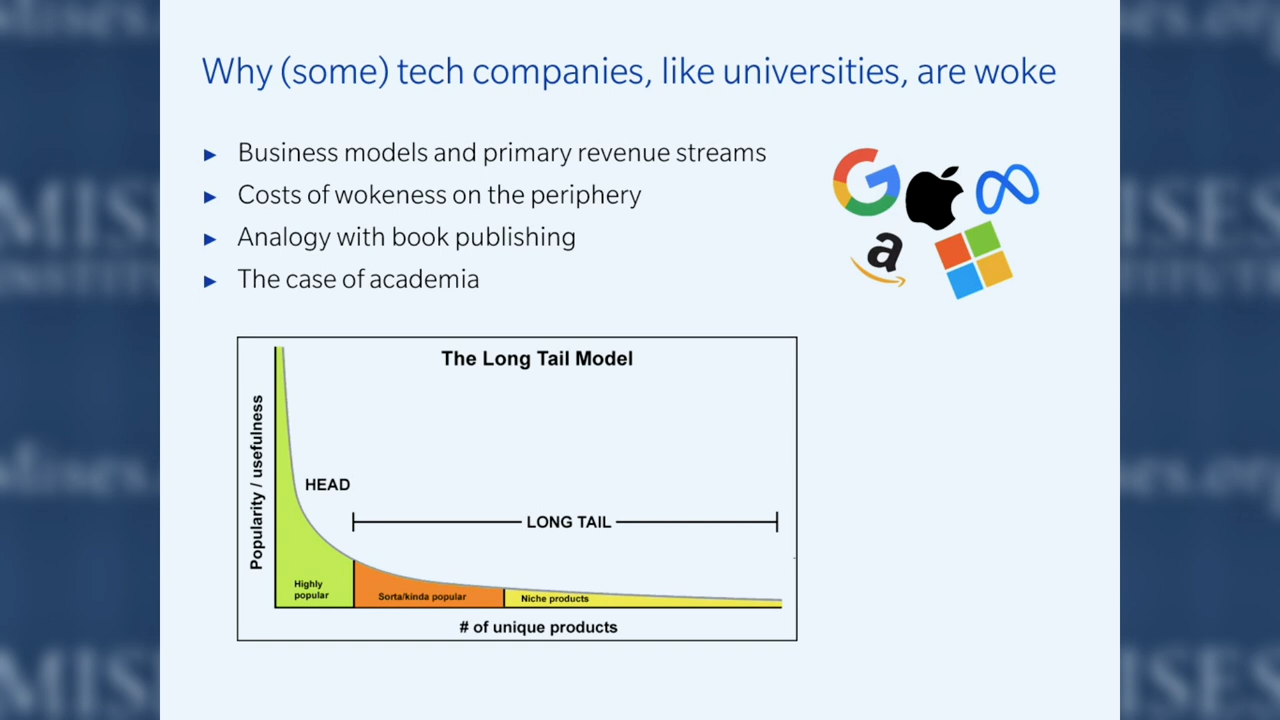 Why (some) tech companies, like universities, are woke
Business models and primary revenue streams
Costs of wokeness on the periphery
Analogy with book publishing
The case of academia
a
The Long Tail Model
Popularity / usefulness
HEAD
LONG TAIL
Highly
popular
Sorta/kinda popular
Niche products
# of unique products